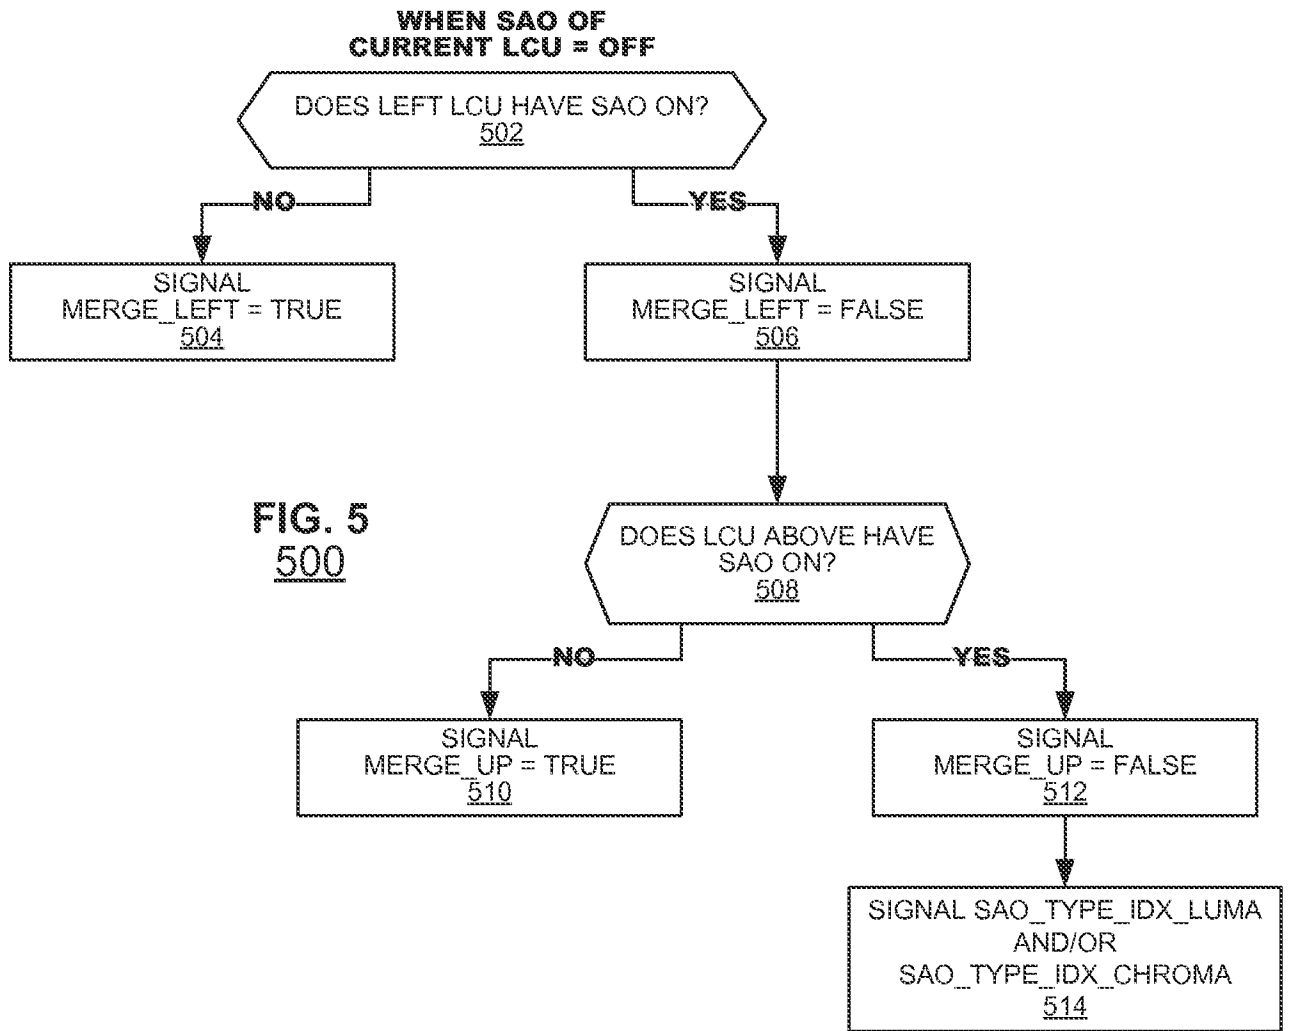 WHEN SAO OF
CURRENT LCU = OFF
DOES LEFT LCU HAVE SAO ON?
502
NO
YES
SIGNAL
MERGE_LEFT = TRUE
504
SIGNAL
MERGE_LEFT = FALSE
506
FIG. 5
500
DOES LCU ABOVE HAVE
SAO ON?
508
NO
YES
SIGNAL
MERGE_UP = TRUE
510
SIGNAL
MERGE_UP = FALSE
512
SIGNAL SAO_TYPE_IDX_LUMA
AND/OR
SAO_TYPE_IDX_CHROMA
514